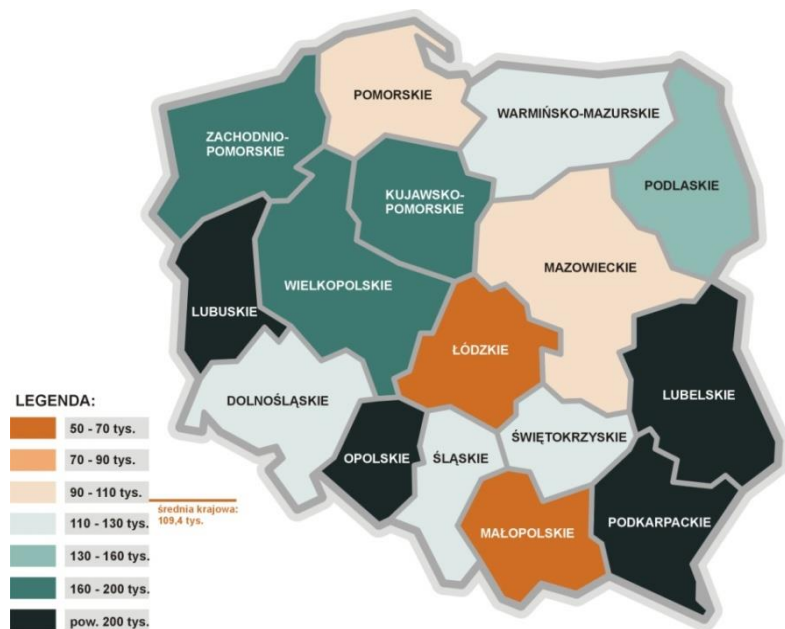 POMORSKIE
WARMIŃSKO-MAZURSKIE
ZACHODNIO-
POMORSKIE
PODLASKIE
KUJAWSKO-
POMORSKIE
MAZOWIECKIE
WIELKOPOLSKIE
LUBUSKIE
ŁÓDZKIE
LUBELSKIE
DOLNOŚLĄSKIE
OPOLSKIE
ŚLĄSKIE
ŚWIĘTOKRZYSKIE
MAŁOPOLSKIE
PODKARPACKIE
LEGENDA:
50 - 70 tys.
70 - 90 tys.
90 - 110 tys.
średnia krajowa:
109,4 tys.
110 - 130 tys.
130 - 160 tys.
160 - 200 tys.
pow. 200 tys.